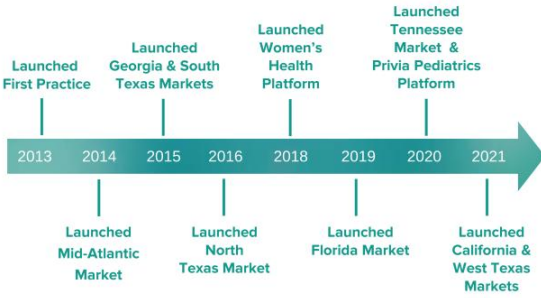 Launched
First Practice
Launched
Georgia & South
Texas Markets
Launched
Women's
Health
Platform
Launched
Tennessee
Market &
Privia Pediatrics
Platform
2013 2014 2015 2016 2018 2019 2020 2021
Launched
Mid-Atlantic
Market
Launched
North
Texas Market
Launched
Florida Market
Launched
California &
West Texas
Markets